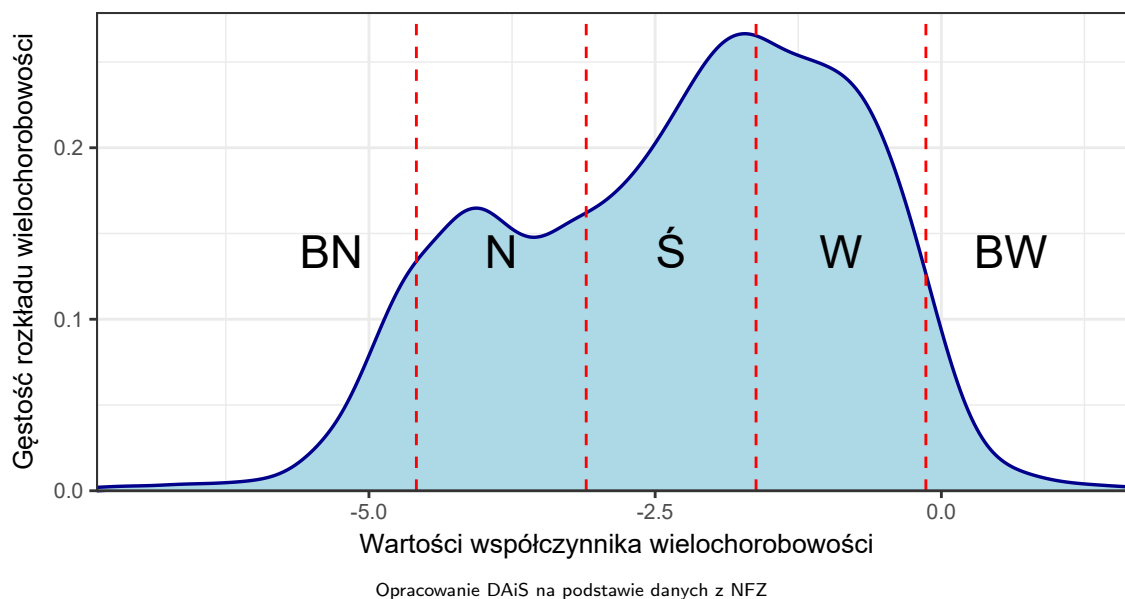 Gęstość rozkładu wielochorobowości
0.2
0.1
0.0
BN
N
Ś
W
BW
-5.0
-2.5
0.0
Wartości współczynnika wielochorobowości
Opracowanie DAiS na podstawie danych z NFZ